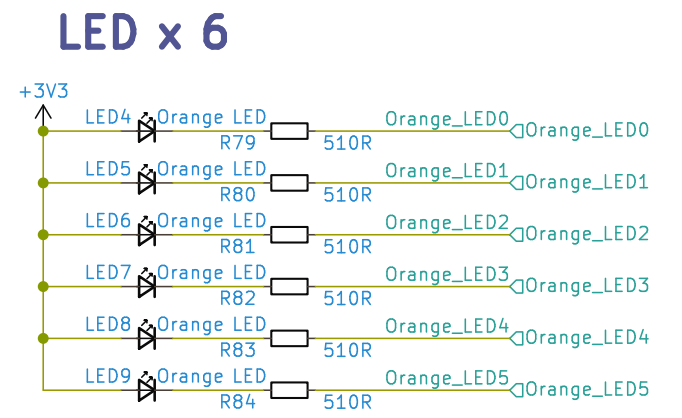 LED x 6
+3V3
LED4 Orange LED Orange_LED0
R79 510R Orange_LED0
LED5 Orange LED Orange_LED1
R80 510R Orange_LED1
LED6 Orange LED Orange_LED2
R81 510R Orange_LED2
LED7 Orange LED Orange_LED3
R82 510R Orange_LED3
LED8 Orange LED Orange_LED4
R83 510R Orange_LED4
LED9 Orange LED Orange_LED5
R84 510R Orange_LED5